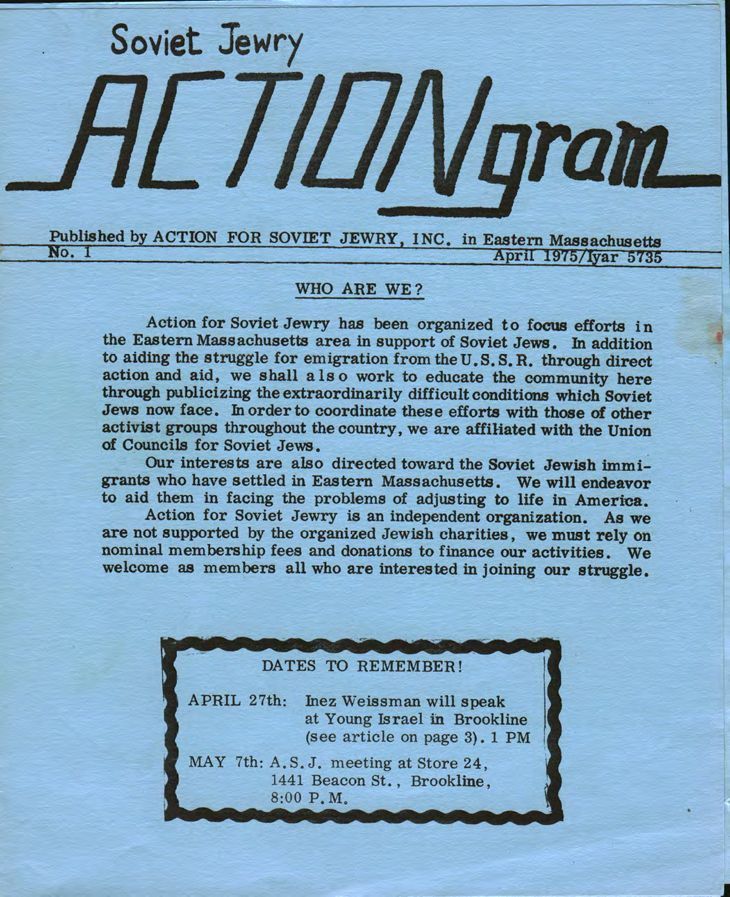 Soviet Jewry
ACTIONgram
Published by ACTION FOR SOVIET JEWRY, INC. in Eastern Massachusetts
No. 1 April 1975/Iyar 5735
WHO ARE WE?
Action for Soviet Jewry has been organized to focus efforts in
the Eastern Massachusetts area in support of Soviet Jews. In addition
to aiding the struggle for emigration from the U.S.S.R. through direct
action and aid, we shall also work to educate the community here
through publicizing the extraordinarily difficult conditions which Soviet
Jews now face. In order to coordinate these efforts with those of other
activist groups throughout the country, we are affiliated with the Union
of Councils for Soviet Jews.
Our interests are also directed toward the Soviet Jewish immi-
grants who have settled in Eastern Massachusetts. We will endeavor
to aid them in facing the problems of adjusting to life in America.
Action for Soviet Jewry is an independent organization. As we
are not supported by the organized Jewish charities, we must rely on
nominal membership fees and donations to finance our activities. We
welcome as members all who are interested in joining our struggle.
DATES TO REMEMBER!
APRIL 27th: Inez Weissman will speak
at Young Israel in Brookline
(see article on page 3). 1 PM
MAY 7th: A.S.J. meeting at Store 24,
1441 Beacon St., Brookline,
8:00 P.M.